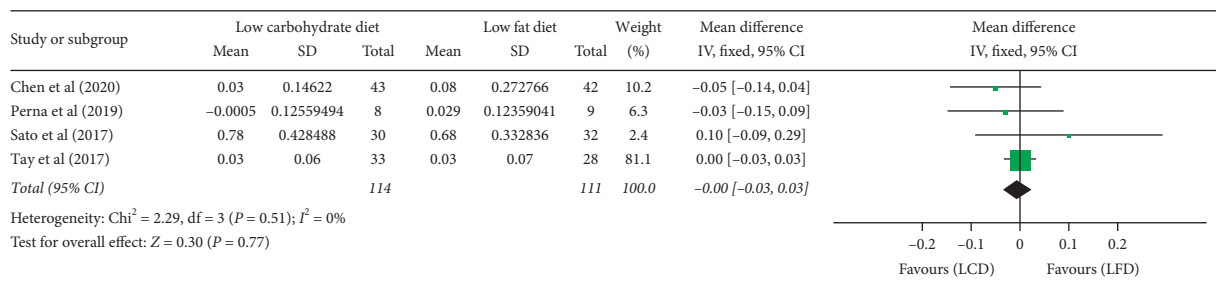 Study or subgroup Low carbohydrate diet Low fat diet Weight Mean difference Mean difference
Mean SD Total Mean SD Total (%) IV, fixed, 95% CI IV, fixed, 95% CI
Chen et al (2020) 0.03 0.14622 43 0.08 0.272766 42 10.2 –0.05 [–0.14, 0.04]
Perna et al (2019) –0.0005 0.12559494 8 0.029 0.12359041 9 6.3 –0.03 [–0.15, 0.09]
Sato et al (2017) 0.78 0.428488 30 0.68 0.332836 32 2.4 0.10 [–0.09, 0.29]
Tay et al (2017) 0.03 0.06 33 0.03 0.07 28 81.1 0.00 [–0.03, 0.03]
Total (95% CI) 114 111 100.0 –0.00 [–0.03, 0.03]
Heterogeneity: Chi² = 2.29, df = 3 (P = 0.51); I² = 0%
Test for overall effect: Z = 0.30 (P = 0.77)
–0.2 –0.1 0 0.1 0.2
Favours (LCD) Favours (LFD)